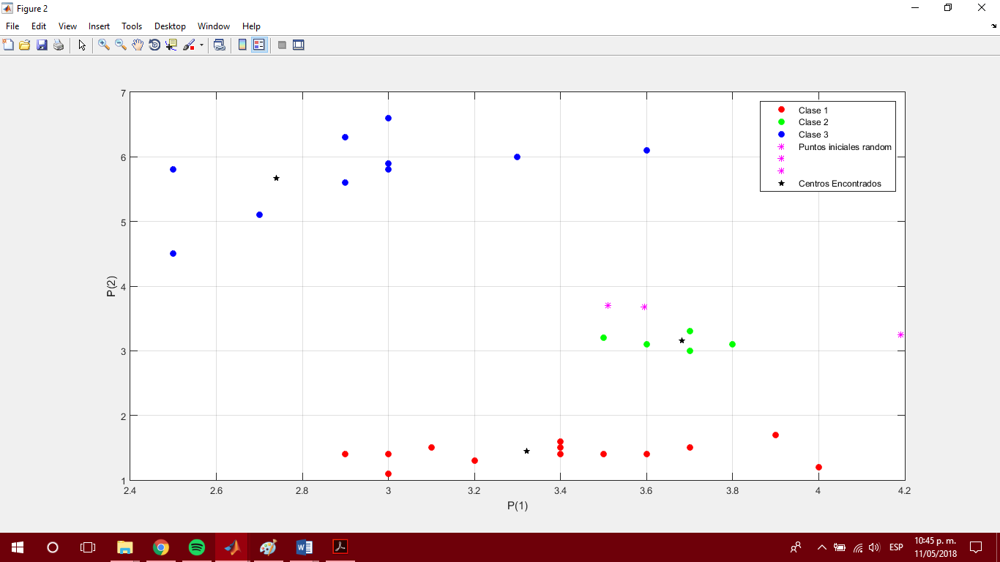 Figure 2
File Edit View Insert Tools Desktop Window Help
7
6
5
4
3
2
1
P(2)
2.4 2.6 2.8 3 3.2 3.4 3.6 3.8 4 4.2
P(1)
Clase 1
Clase 2
Clase 3
Puntos iniciales random
Centros Encontrados
ESP
10:45 p. m.
11/05/2018